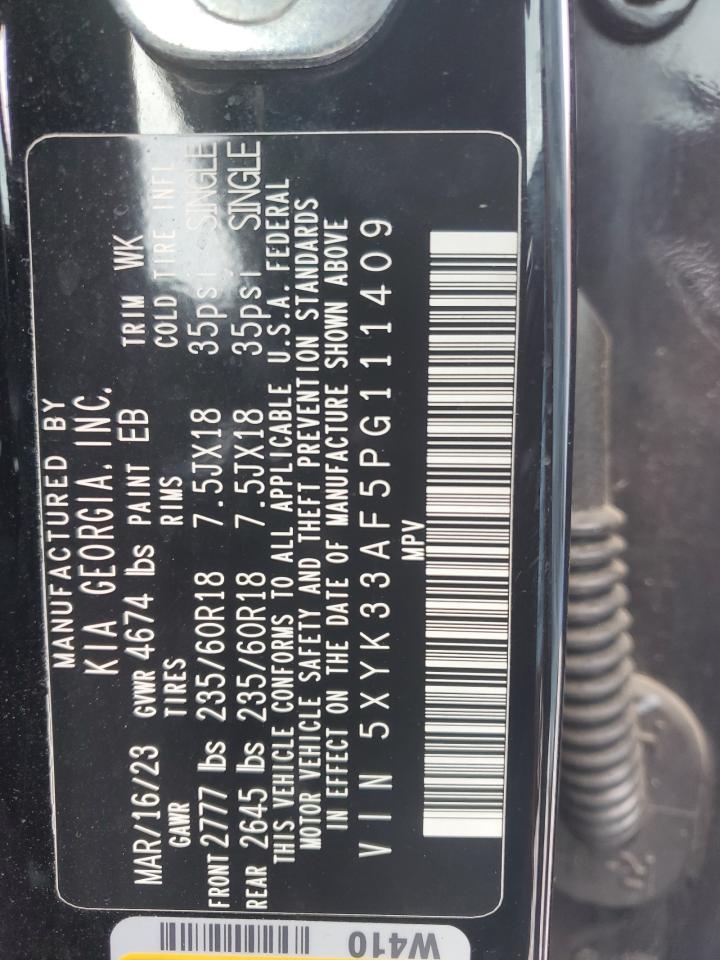 MANUFACTURED BY
KIA GEORGIA, INC.
MAR/16/23 GVWR 4674 lbs PAINT EB TRIM WK
GAWR TIRES RIMS COLD TIRE INFL
FRONT 2777 lbs 235/60R18 7.5JX18 35psi SINGLE
REAR 2645 lbs 235/60R18 7.5JX18 35psi SINGLE
THIS VEHICLE CONFORMS TO ALL APPLICABLE U.S.A. FEDERAL
MOTOR VEHICLE SAFETY AND THEFT PREVENTION STANDARDS
IN EFFECT ON THE DATE OF MANUFACTURE SHOWN ABOVE
VIN 5XYK33AF5PG111409
MPV
W410